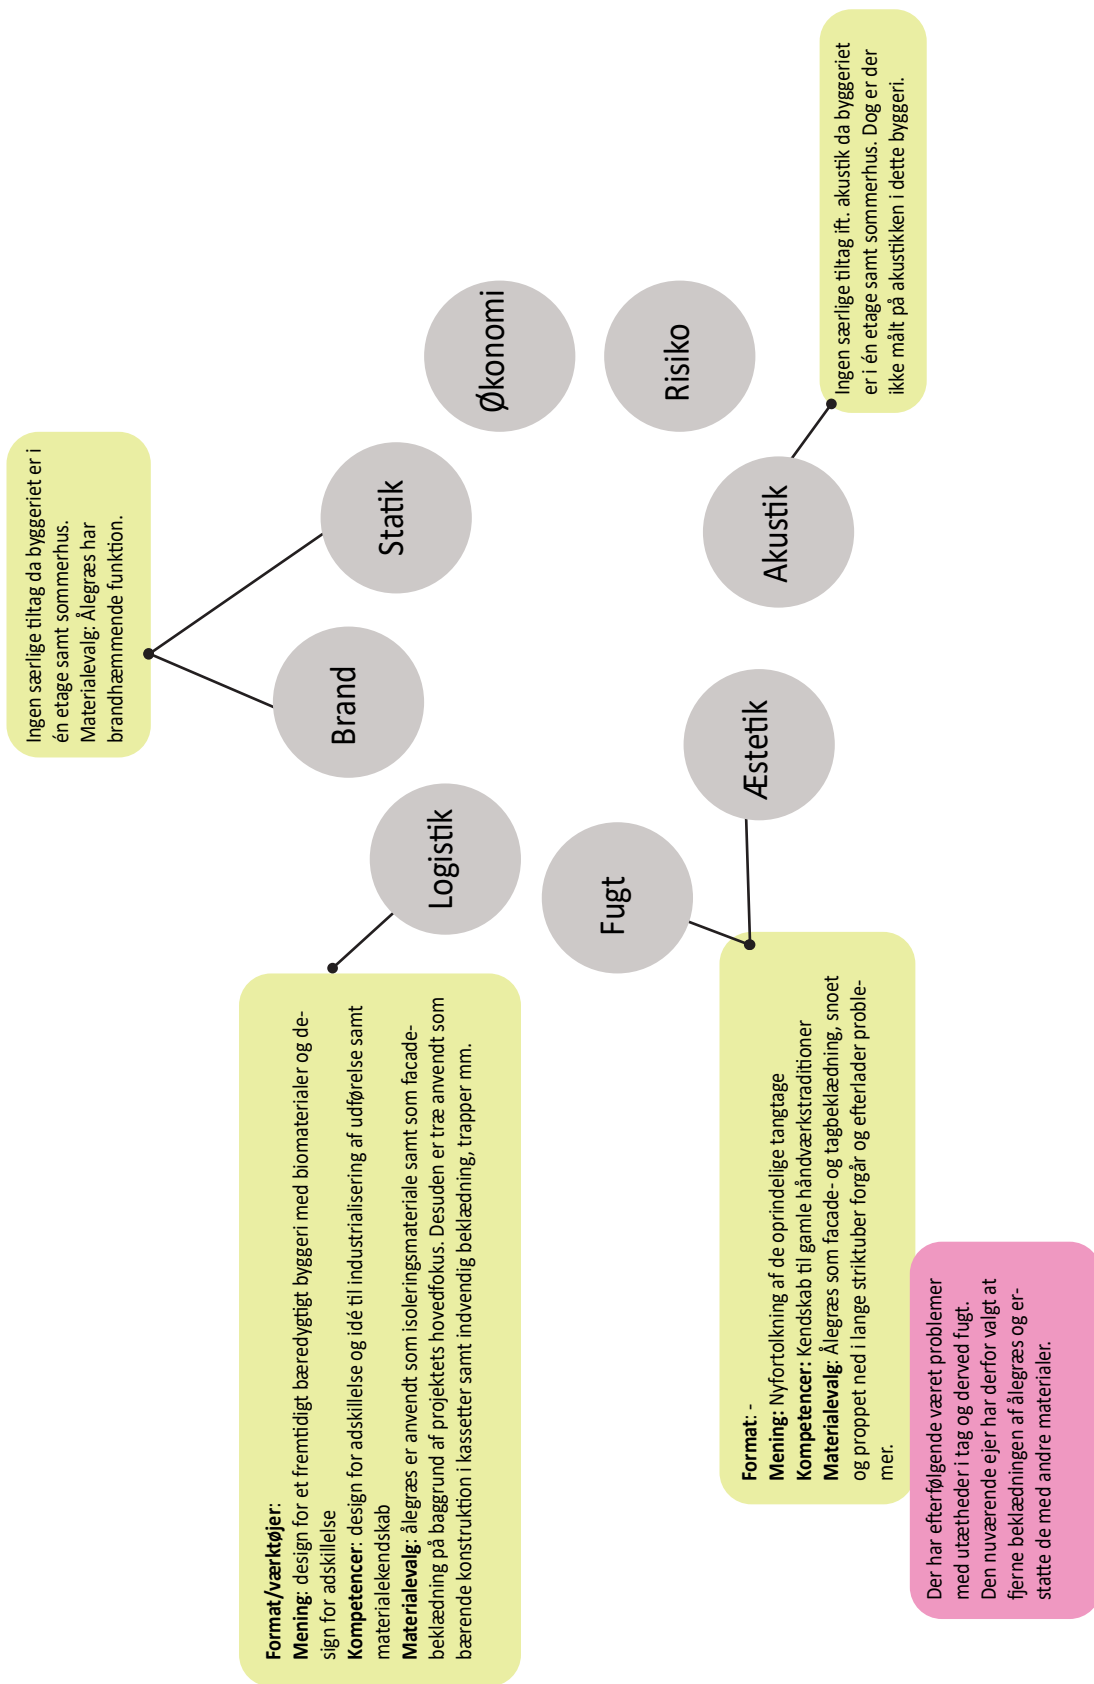 Format/værktøjer:
Mening: design for et fremtidigt bæredygtigt byggeri med biomaterialer og de-
sign for adskillelse
Kompetencer: design for adskillelse og idé til industrialisering af udførelse samt
materialekendskab
Materialevalg: ålegræs er anvendt som isoleringsmateriale samt som facade-
beklædning på baggrund af projektets hovedfokus. Desuden er træ anvendt som
bærende konstruktion i kassetter samt indvendig beklædning, trapper mm.
Ingen særlige tiltag da byggeriet er i
én etage samt sommerhus.
Materialevalg: Ålegræs har
brandhæmmende funktion.
Logistik
Brand
Statik
Økonomi
Risiko
Akustik
Æstetik
Fugt
Format: -
Mening: Nyfortolkning af de oprindelige tangtage
Kompetencer: Kendskab til gamle håndværkstraditioner
Materialevalg: Ålegræs som facade- og tagbeklædning, snoet
og proppet ned i lange striktuber forgår og efterlader proble-
mer.
Der har efterfølgende været problemer
med utætheder i tag og derved fugt.
Den nuværende ejer har derfor valgt at
fjerne beklædningen af ålegræs og er-
statte de med andre materialer.
Ingen særlige tiltag ift. akustik da byggeriet
er i én etage samt sommerhus. Dog er der
ikke målt på akustikken i dette byggeri.